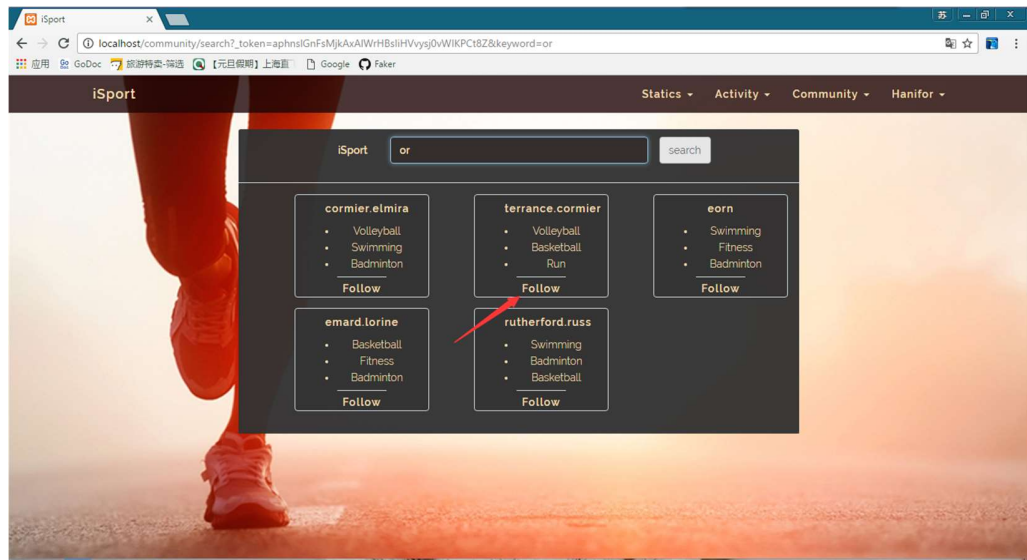 iSport
苏
localhost/community/search?_token=aphnslGnFsMjkAxAIWrHBsliHVvysj0vWIKPCt8Z&keyword=or
应用 GoDoc 旅游特卖-筛选 【元旦假期】上海直 Google Faker
iSport Statics Activity Community Hanifor
iSport or search
cormier.elmira
• Volleyball
• Swimming
• Badminton
Follow
terrance.cormier
• Volleyball
• Basketball
• Run
Follow
eorn
• Swimming
• Fitness
• Badminton
Follow
emard.lorine
• Basketball
• Fitness
• Badminton
Follow
rutherford.russ
• Swimming
• Badminton
• Basketball
Follow